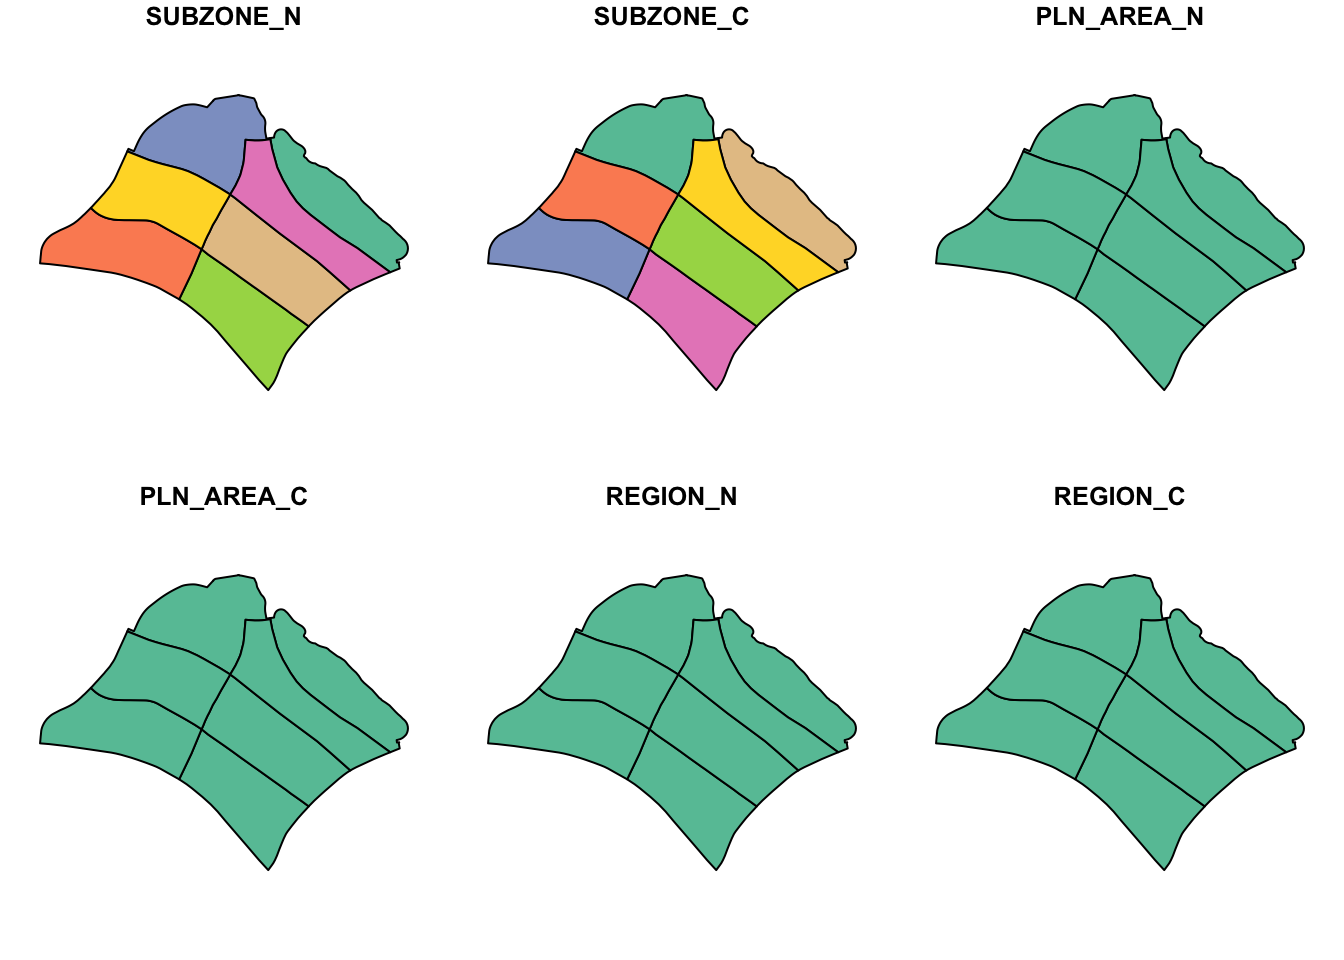 SUBZONE_N
SUBZONE_C
PLN_AREA_N
PLN_AREA_C
REGION_N
REGION_C